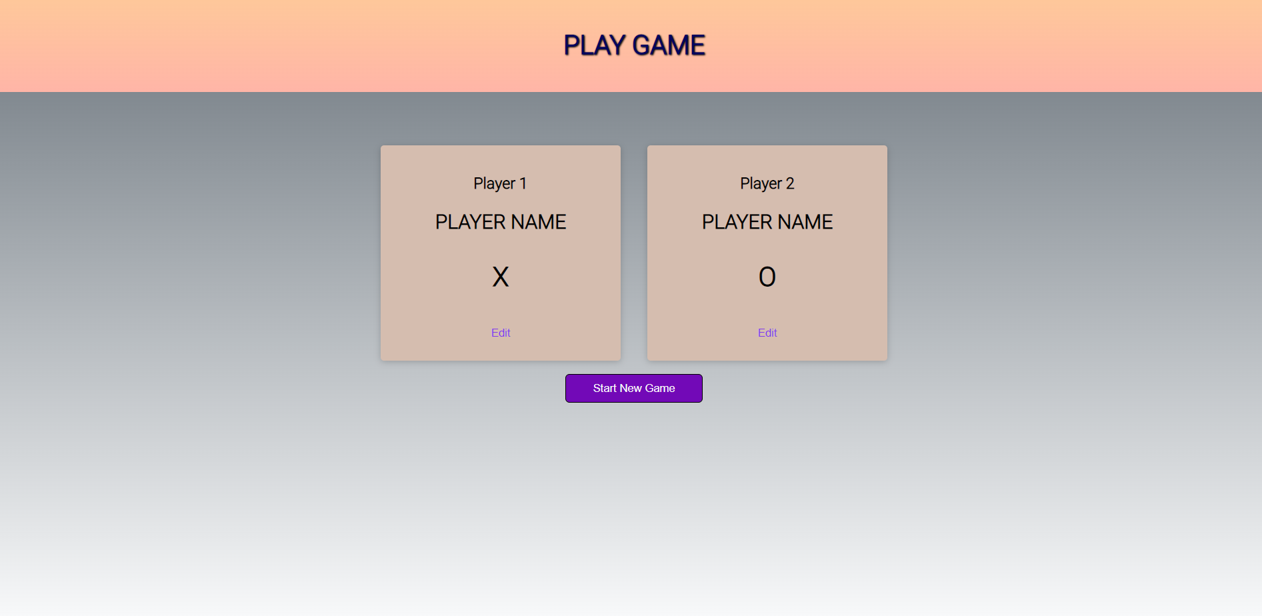 PLAY GAME
Player 1
PLAYER NAME
X
Edit
Player 2
PLAYER NAME
O
Edit
Start New Game